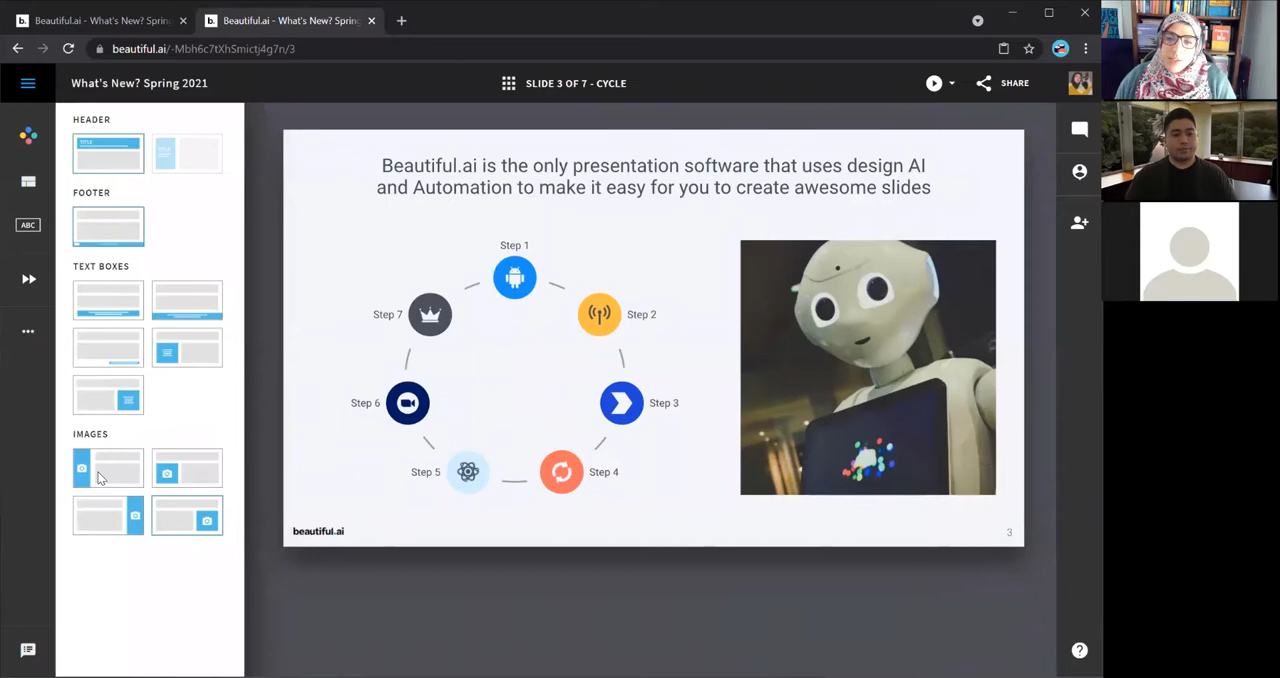 Beautiful.ai - What's New? Spring
Beautiful.ai - What's New? Spring
beautiful.ai/-Mbh6c7tXhSmictj4g7n/3
What's New? Spring 2021
SLIDE 3 OF 7 - CYCLE
SHARE
HEADER
TITLE
TITLE
FOOTER
ABC
TEXT BOXES
IMAGES
Beautiful.ai is the only presentation software that uses design AI
and Automation to make it easy for you to create awesome slides
Step 1
Step 2
Step 3
Step 4
Step 5
Step 6
Step 7
beautiful.ai
3